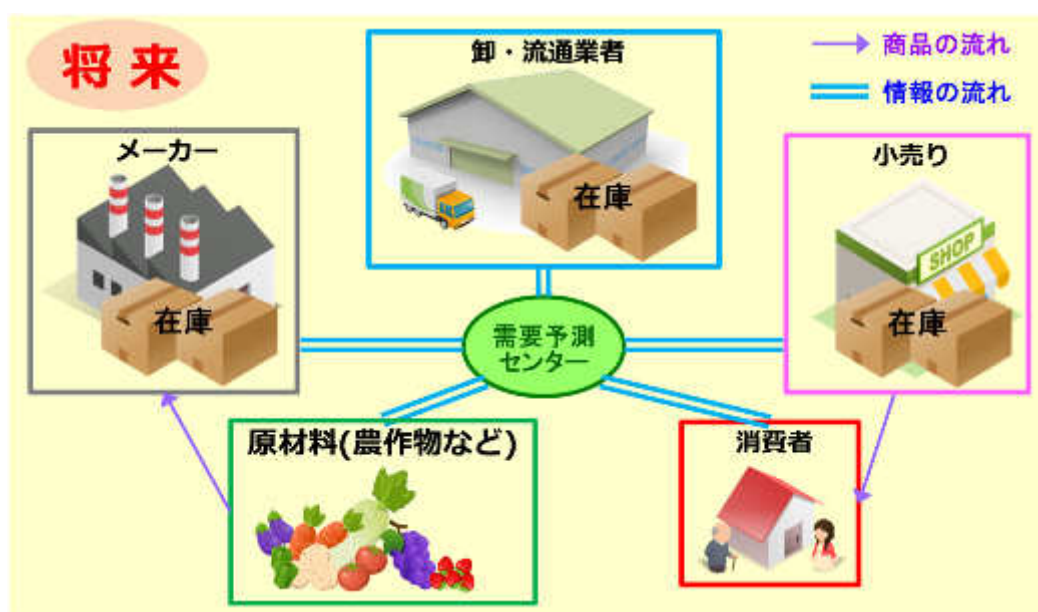 将来
卸・流通業者
商品の流れ
情報の流れ
メーカー
小売り
在庫
SHOP
在庫
在庫
需要予測
センター
原材料(農作物など)
消費者